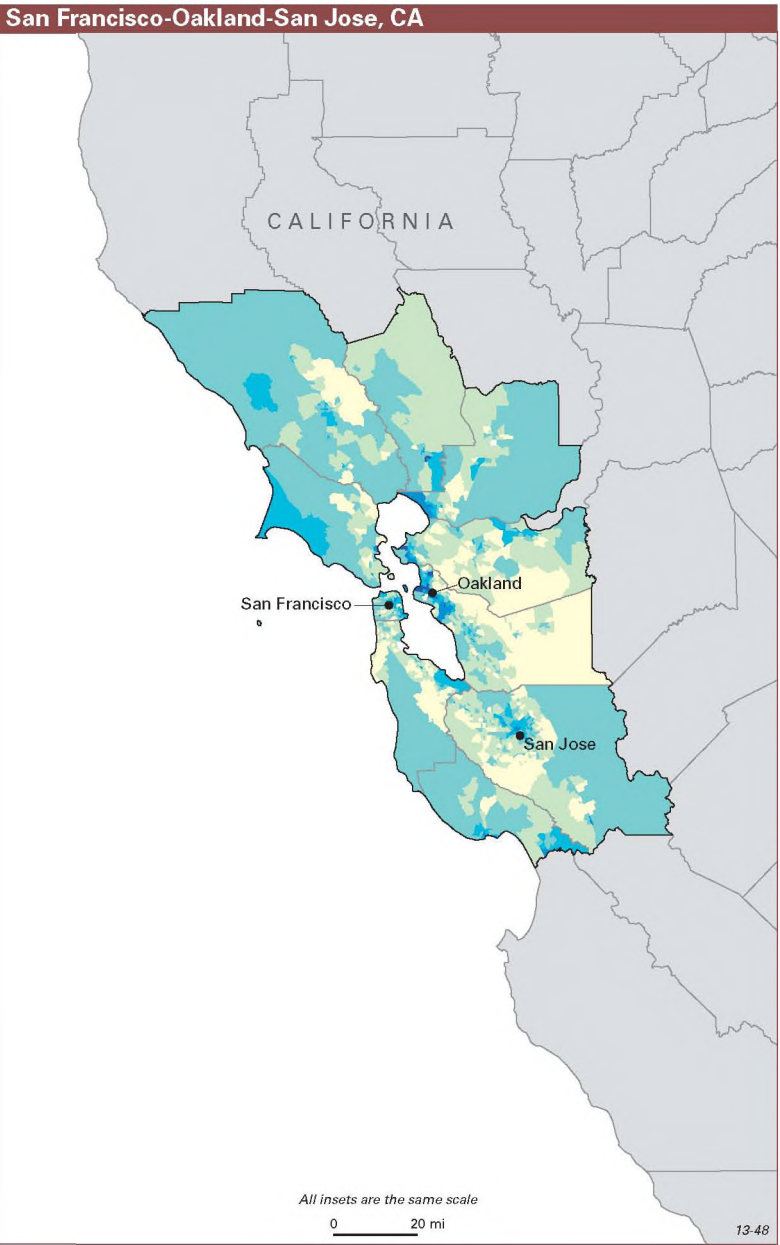 San Francisco-Oakland-San Jose, CA
CALIFORNIA
Oakland
San Francisco
San Jose
All insets are the same scale
0 20 mi
13-48